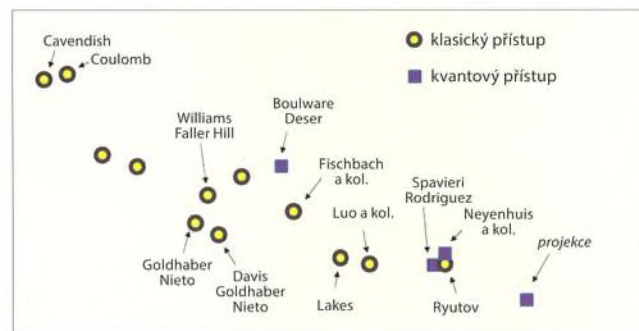 Cavendish
Coulomb
klasický přístup
kvantový přístup
Boulware
Deser
Williams
Faller Hill
Fischbach
a kol.
Spavieri
Rodriguez
Luo a kol.
Neyenhuis
a kol.
projekce
Goldhaber
Nieto
Davis
Goldhaber
Nieto
Lakes
Ryutov